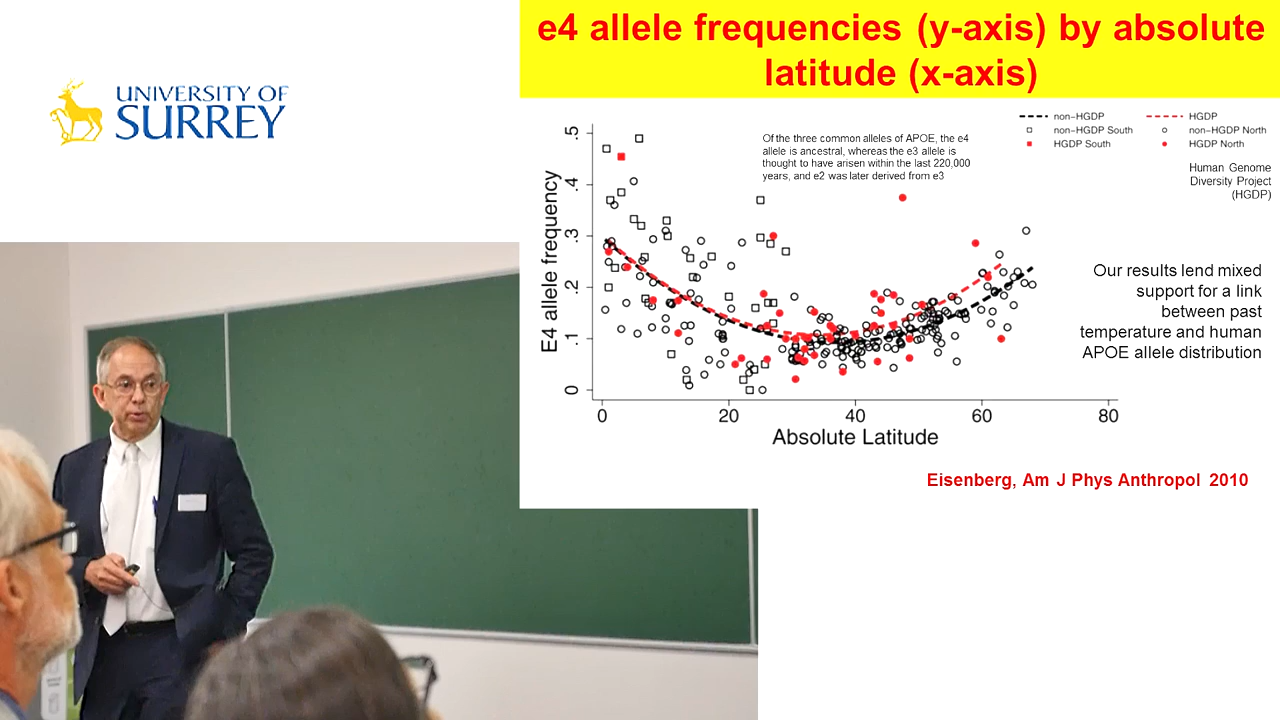 e4 allele frequencies (y-axis) by absolute
latitude (x-axis)
UNIVERSITY OF
SURREY
non-HGDP
HGDP
non-HGDP South
non-HGDP North
HGDP South
HGDP North
Of the three common alleles of APOE, the e4
allele is ancestral, whereas the e3 allele is
thought to have arisen within the last 220,000
years, and e2 was later derived from e3
Human Genome
Diversity Project
(HGDP)
E4 allele frequency
.5
.4
.3
.2
.1
0
Our results lend mixed
support for a link
between past
temperature and human
APOE allele distribution
0 20 40 60 80
Absolute Latitude
Eisenberg, Am J Phys Anthropol 2010